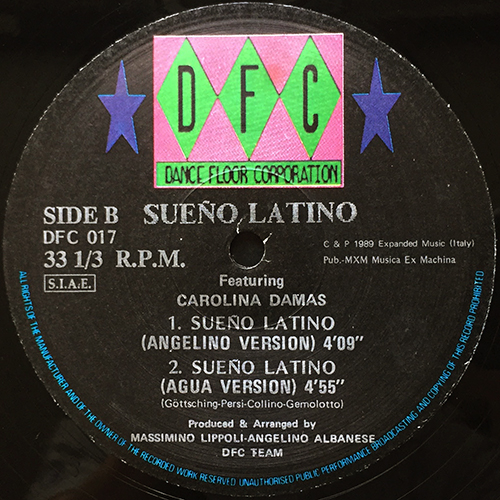 DFC
DANCE FLOOR CORPORATION
SIDE B SUEÑO LATINO
DFC 017
33 1/3 R.P.M.
S.I.A.E.
C & P 1989 Expanded Music (Italy)
Pub.-MXM Musica Ex Machina
Featuring
CAROLINA DAMAS
1. SUEÑO LATINO
(ANGELINO VERSION) 4'09"
2. SUEÑO LATINO
(AGUA VERSION) 4'55"
(Göttsching-Persi-Collino-Gemolotto)
Produced & Arranged by
MASSIMINO LIPPOLI-ANGELINO ALBANESE
DFC TEAM
ALL RIGHTS OF THE MANUFACTURER AND OF THE OWNER OF THE RECORDED WORK RESERVED UNAUTHORISED PUBLIC PERFORMANCE BROADCASTING AND COPYING OF THIS RECORD PROHIBITED